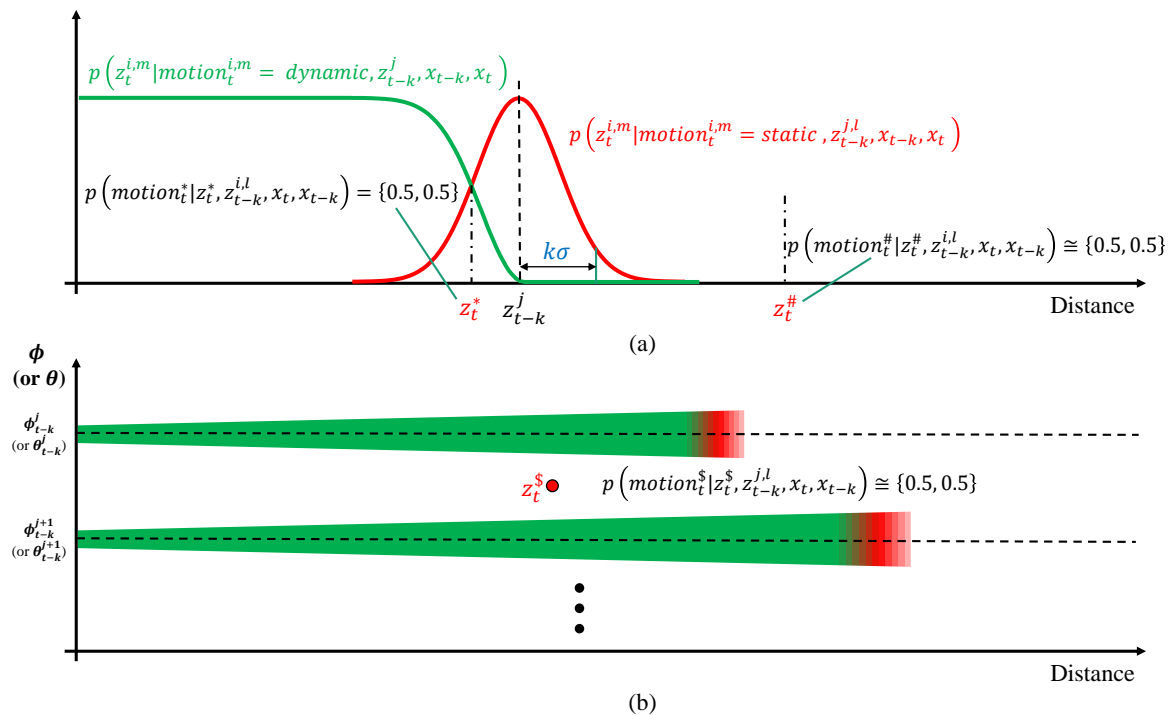 p(z_t^{i,m}|motion_t^{i,m} = dynamic, z_{t-k}^j, x_{t-k}, x_t)
p(z_t^{i,m}|motion_t^{i,m} = static , z_{t-k}^{j,l}, x_{t-k}, x_t)
p(motion_t^*|z_t^*, z_{t-k}^{i,l}, x_t, x_{t-k}) = {0.5, 0.5}
kσ
p(motion_t^#|z_t^#, z_{t-k}^{i,l}, x_t, x_{t-k}) ≅ {0.5, 0.5}
z_t^*
z_{t-k}^j
z_t^#
Distance
(a)
ϕ
(or θ)
ϕ_{t-k}^j
(or θ_{t-k}^j)
z_t^$
p(motion_t^$|z_t^$, z_{t-k}^{j,l}, x_t, x_{t-k}) ≅ {0.5, 0.5}
ϕ_{t-k}^{j+1}
(or θ_{t-k}^{j+1})
Distance
(b)